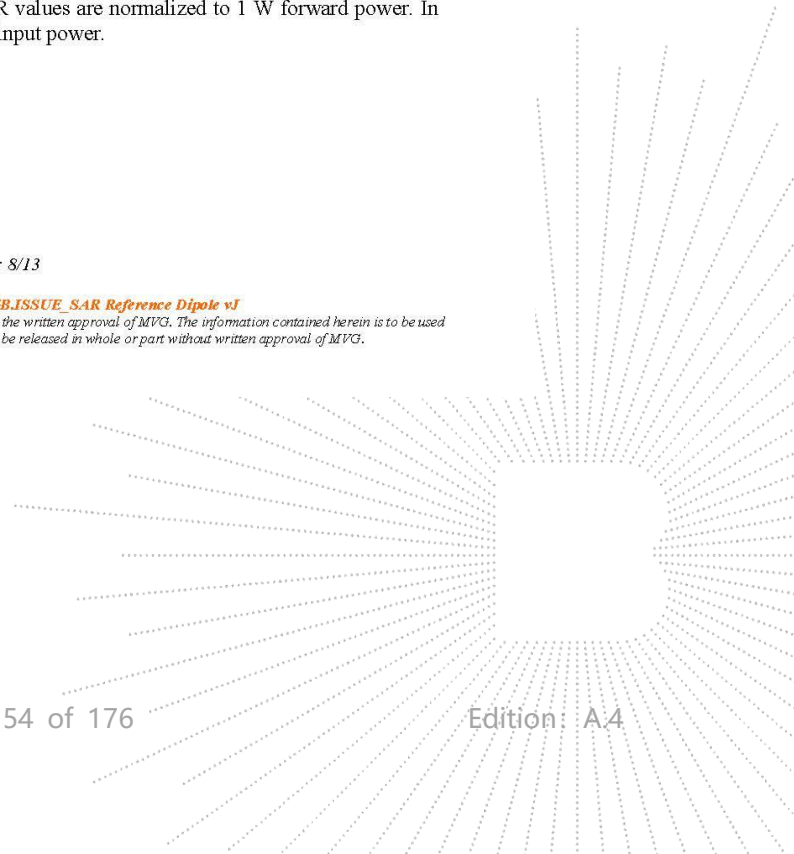 R values are normalized to 1 W forward power. In
input power.
: 8/13
B.ISSUE_SAR Reference Dipole vJ
the written approval of MVG. The information contained herein is to be used
be released in whole or part without written approval of MVG.
54 of 176 Edition: A.4